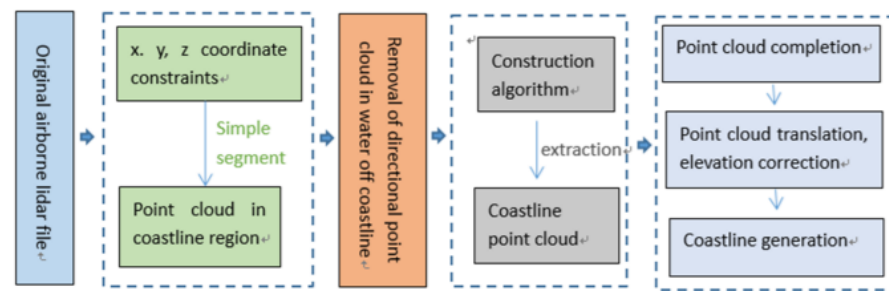 Original airborne lidar file
x. y, z coordinate
constraints
Simple
segment
Point cloud in
coastline region
Removal of directional point
cloud in water off coastline
Construction
algorithm
extraction
Coastline
point cloud
Point cloud completion
Point cloud translation,
elevation correction
Coastline generation